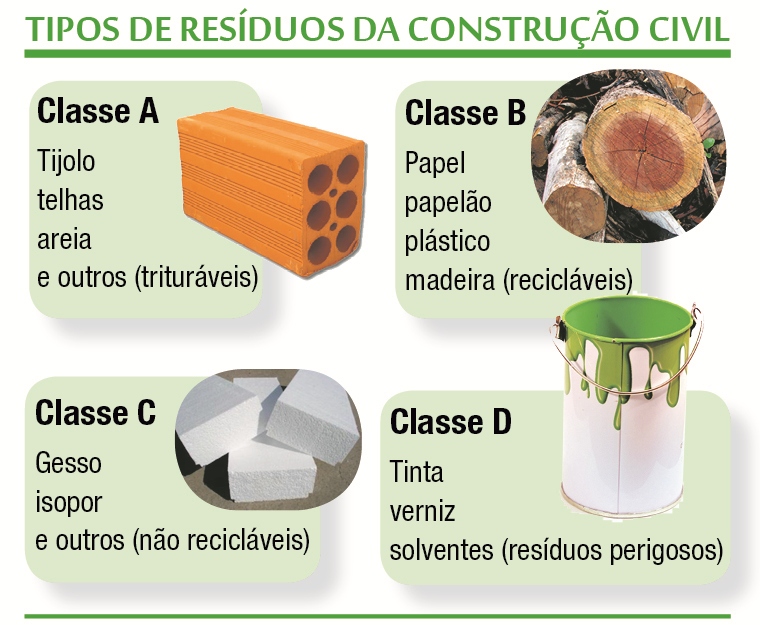 TIPOS DE RESÍDUOS DA CONSTRUÇÃO CIVIL
Classe A
Tijolo
telhas
areia
e outros (trituráveis)
Classe B
Papel
papelão
plástico
madeira (recicláveis)
Classe C
Gesso
isopor
e outros (não recicláveis)
Classe D
Tinta
verniz
solventes (resíduos perigosos)